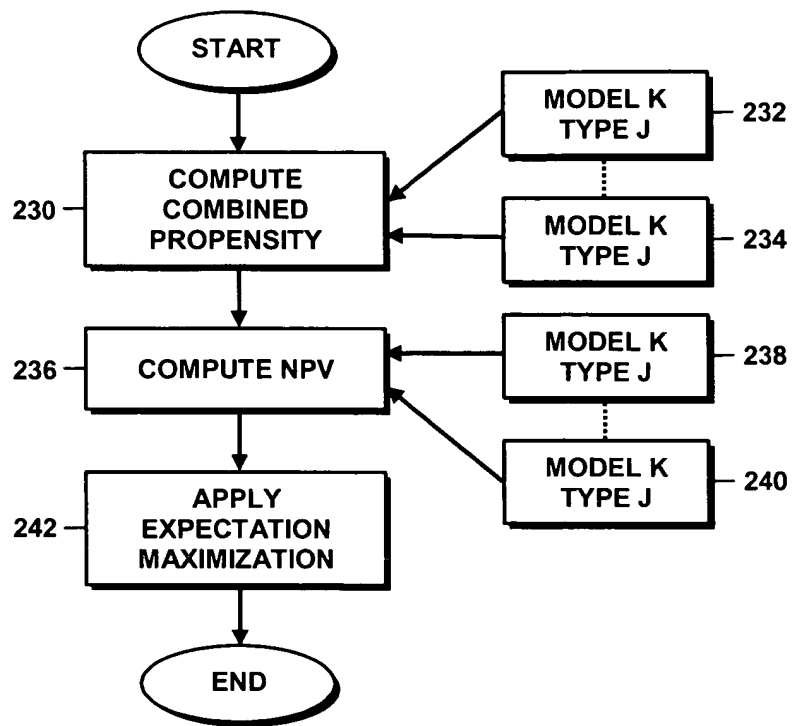 START
MODEL K
TYPE J
232
230
COMPUTE
COMBINED
PROPENSITY
MODEL K
TYPE J
234
236
COMPUTE NPV
MODEL K
TYPE J
238
242
APPLY
EXPECTATION
MAXIMIZATION
MODEL K
TYPE J
240
END